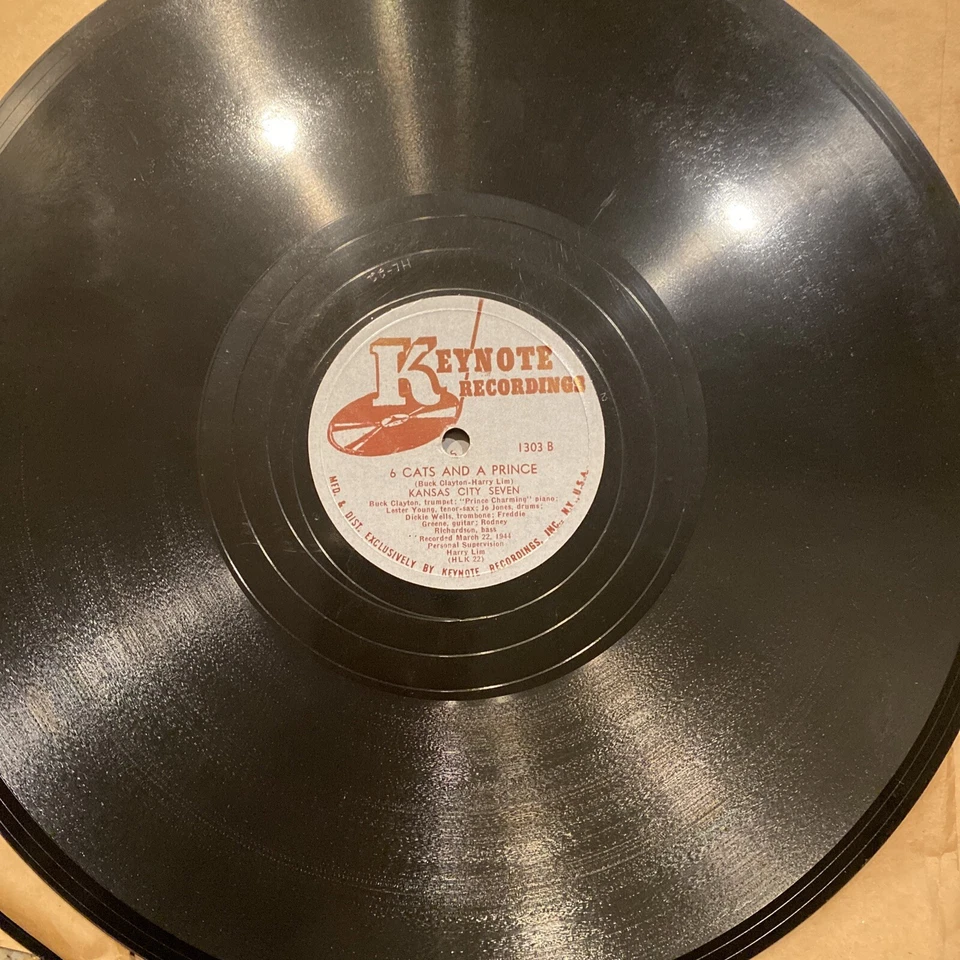 KEYNOTE
RECORDINGS
1303 B
6 CATS AND A PRINCE
(Buck Clayton-Harry Lim)
KANSAS CITY SEVEN
Buck Clayton, trumpet; "Prince Charming" piano;
Lester Young, tenor-sax; Jo Jones, drums;
Dickie Wells, trombone; Freddie
Greene, guitar; Rodney
Richardson, bass
Recorded March 22, 1944
Personal Supervision
Harry Lim
(HLK 22)
MFD. & DIST. EXCLUSIVELY BY KEYNOTE RECORDINGS, INC., N.Y., U.S.A.